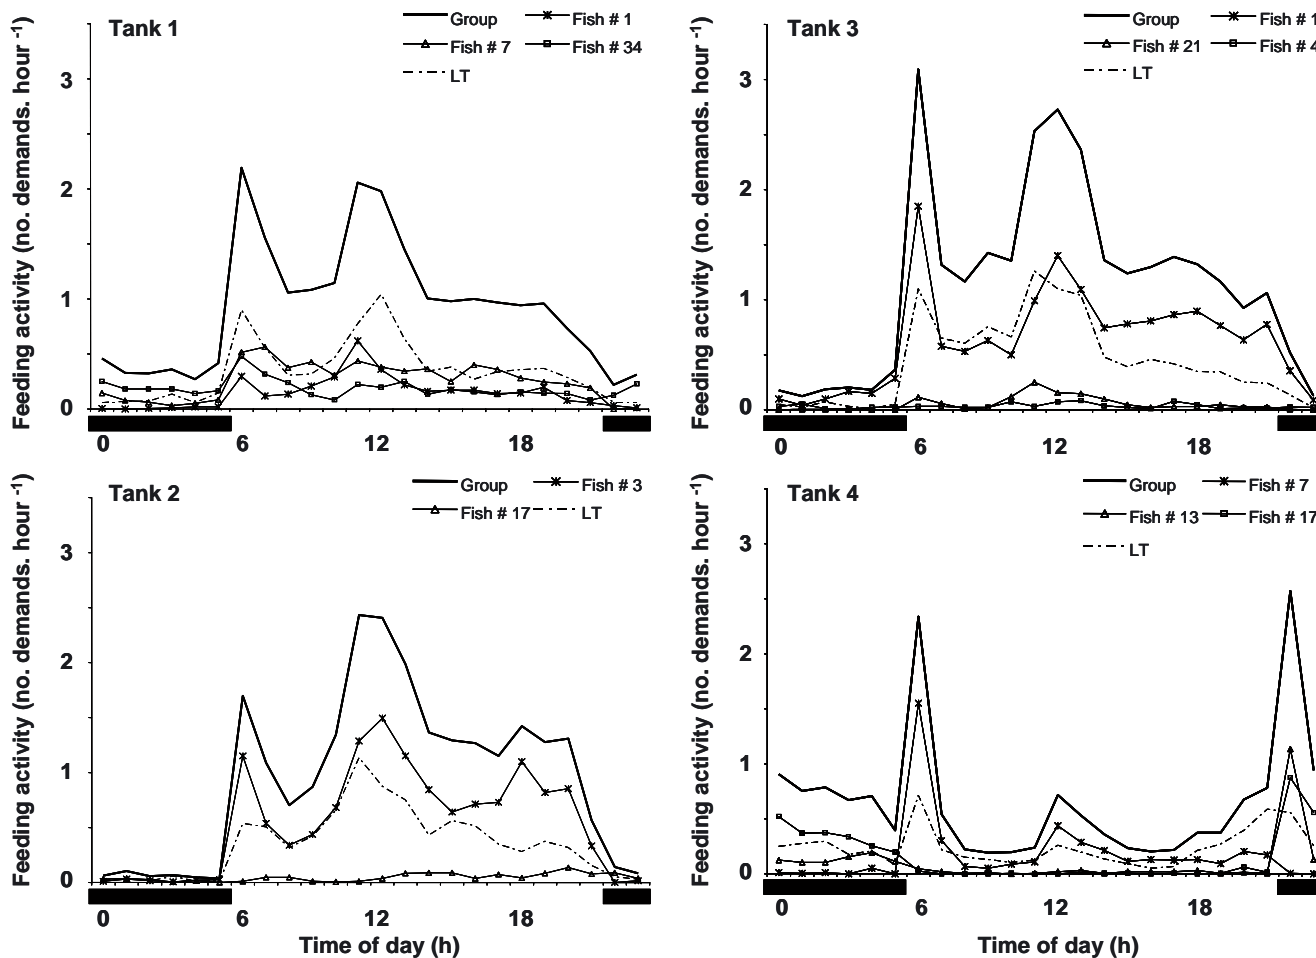 Tank 1
Group
Fish # 1
Fish # 7
Fish # 34
LT
Feeding activity (no. demands. hour -1)
3
2
1
0
0 6 12 18
Tank 3
Group
Fish # 1
Fish # 21
Fish # 4
LT
Feeding activity (no. demands. hour -1)
3
2
1
0
0 6 12 18
Tank 2
Group
Fish # 3
Fish # 17
LT
Feeding activity (no. demands. hour -1)
3
2
1
0
0 6 12 18
Time of day (h)
Tank 4
Group
Fish # 7
Fish # 13
Fish # 17
LT
Feeding activity (no. demands. hour -1)
3
2
1
0
0 6 12 18
Time of day (h)